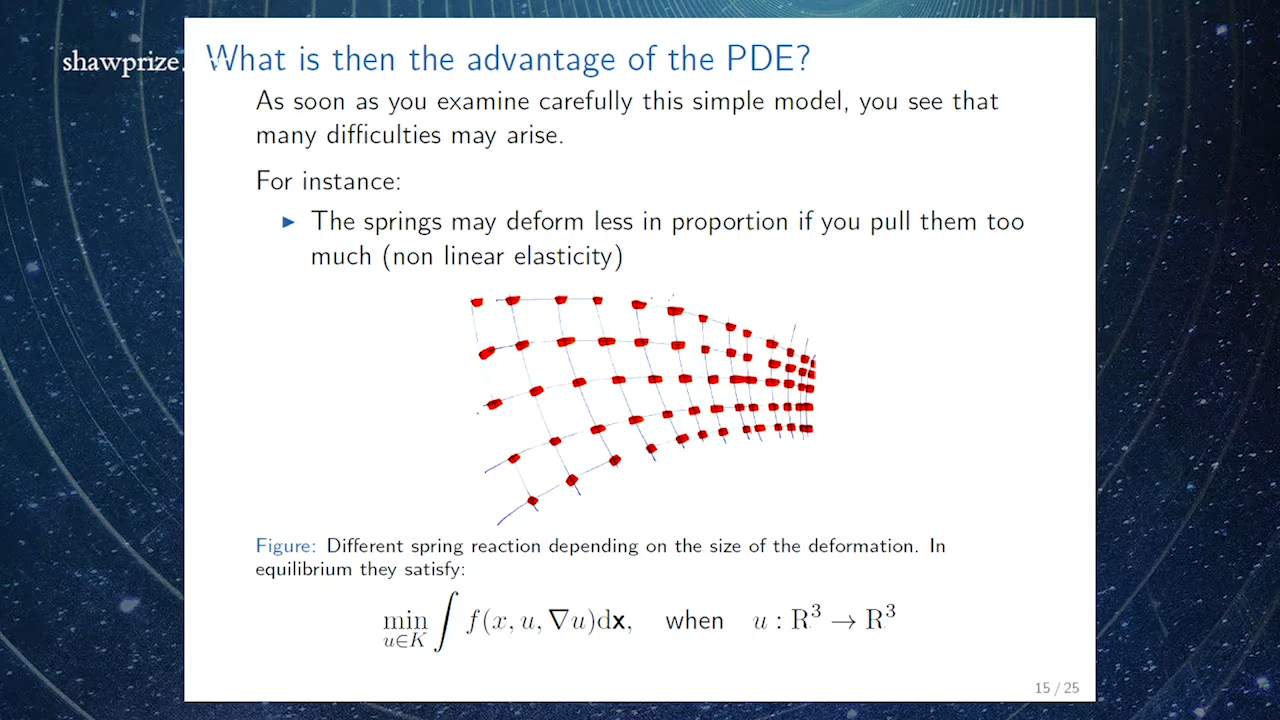 shawprize.
What is then the advantage of the PDE?
As soon as you examine carefully this simple model, you see that
many difficulties may arise.
For instance:
▶ The springs may deform less in proportion if you pull them too
much (non linear elasticity)
Figure: Different spring reaction depending on the size of the deformation. In
equilibrium they satisfy:
min_{u∈K} ∫ f(x, u, ∇u)d𝐱, when u : R³ → R³
15 / 25